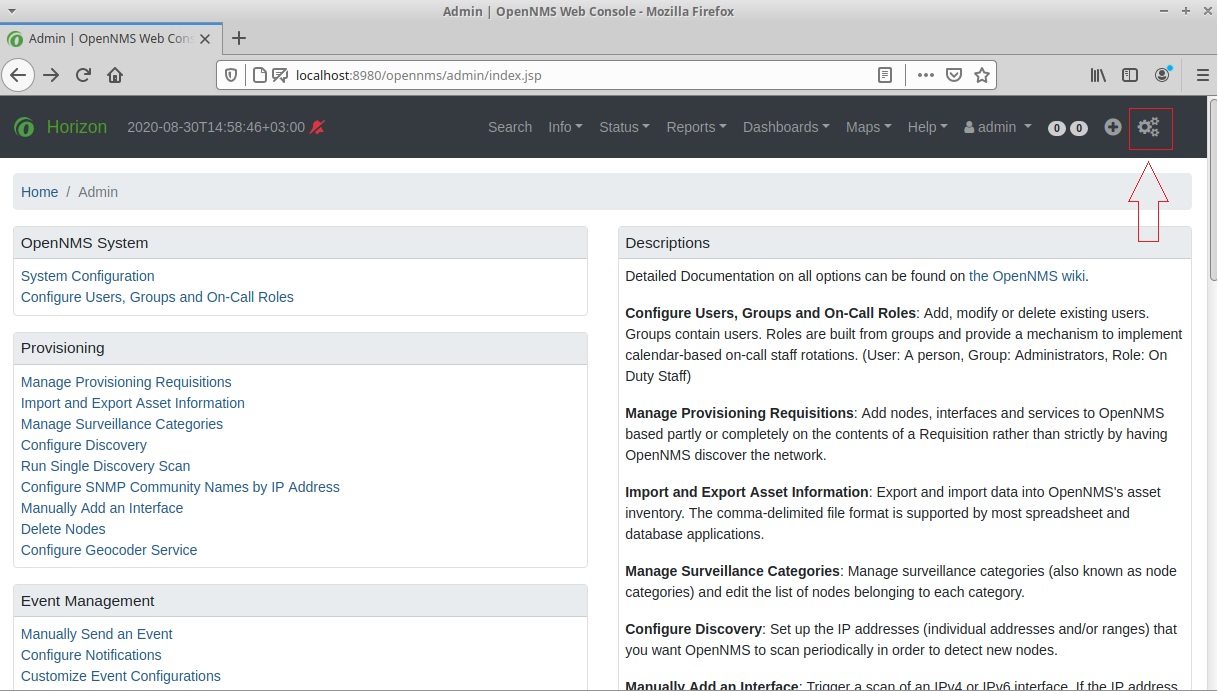 Admin | OpenNMS Web Console - Mozilla Firefox
Admin | OpenNMS Web Cons
localhost:8980/opennms/admin/index.jsp
Horizon 2020-08-30T14:58:46+03:00 Search Info Status Reports Dashboards Maps Help admin 0 0
Home / Admin
OpenNMS System
System Configuration
Configure Users, Groups and On-Call Roles
Provisioning
Manage Provisioning Requisitions
Import and Export Asset Information
Manage Surveillance Categories
Configure Discovery
Run Single Discovery Scan
Configure SNMP Community Names by IP Address
Manually Add an Interface
Delete Nodes
Configure Geocoder Service
Event Management
Manually Send an Event
Configure Notifications
Customize Event Configurations
Descriptions
Detailed Documentation on all options can be found on the OpenNMS wiki.
Configure Users, Groups and On-Call Roles: Add, modify or delete existing users.
Groups contain users. Roles are built from groups and provide a mechanism to implement
calendar-based on-call staff rotations. (User: A person, Group: Administrators, Role: On
Duty Staff)
Manage Provisioning Requisitions: Add nodes, interfaces and services to OpenNMS
based partly or completely on the contents of a Requisition rather than strictly by having
OpenNMS discover the network.
Import and Export Asset Information: Export and import data into OpenNMS's asset
inventory. The comma-delimited file format is supported by most spreadsheet and
database applications.
Manage Surveillance Categories: Manage surveillance categories (also known as node
categories) and edit the list of nodes belonging to each category.
Configure Discovery: Set up the IP addresses (individual addresses and/or ranges) that
you want OpenNMS to scan periodically in order to detect new nodes.
Manually Add an Interface: Trigger a scan of an IPv4 or IPv6 interface. If the IP address